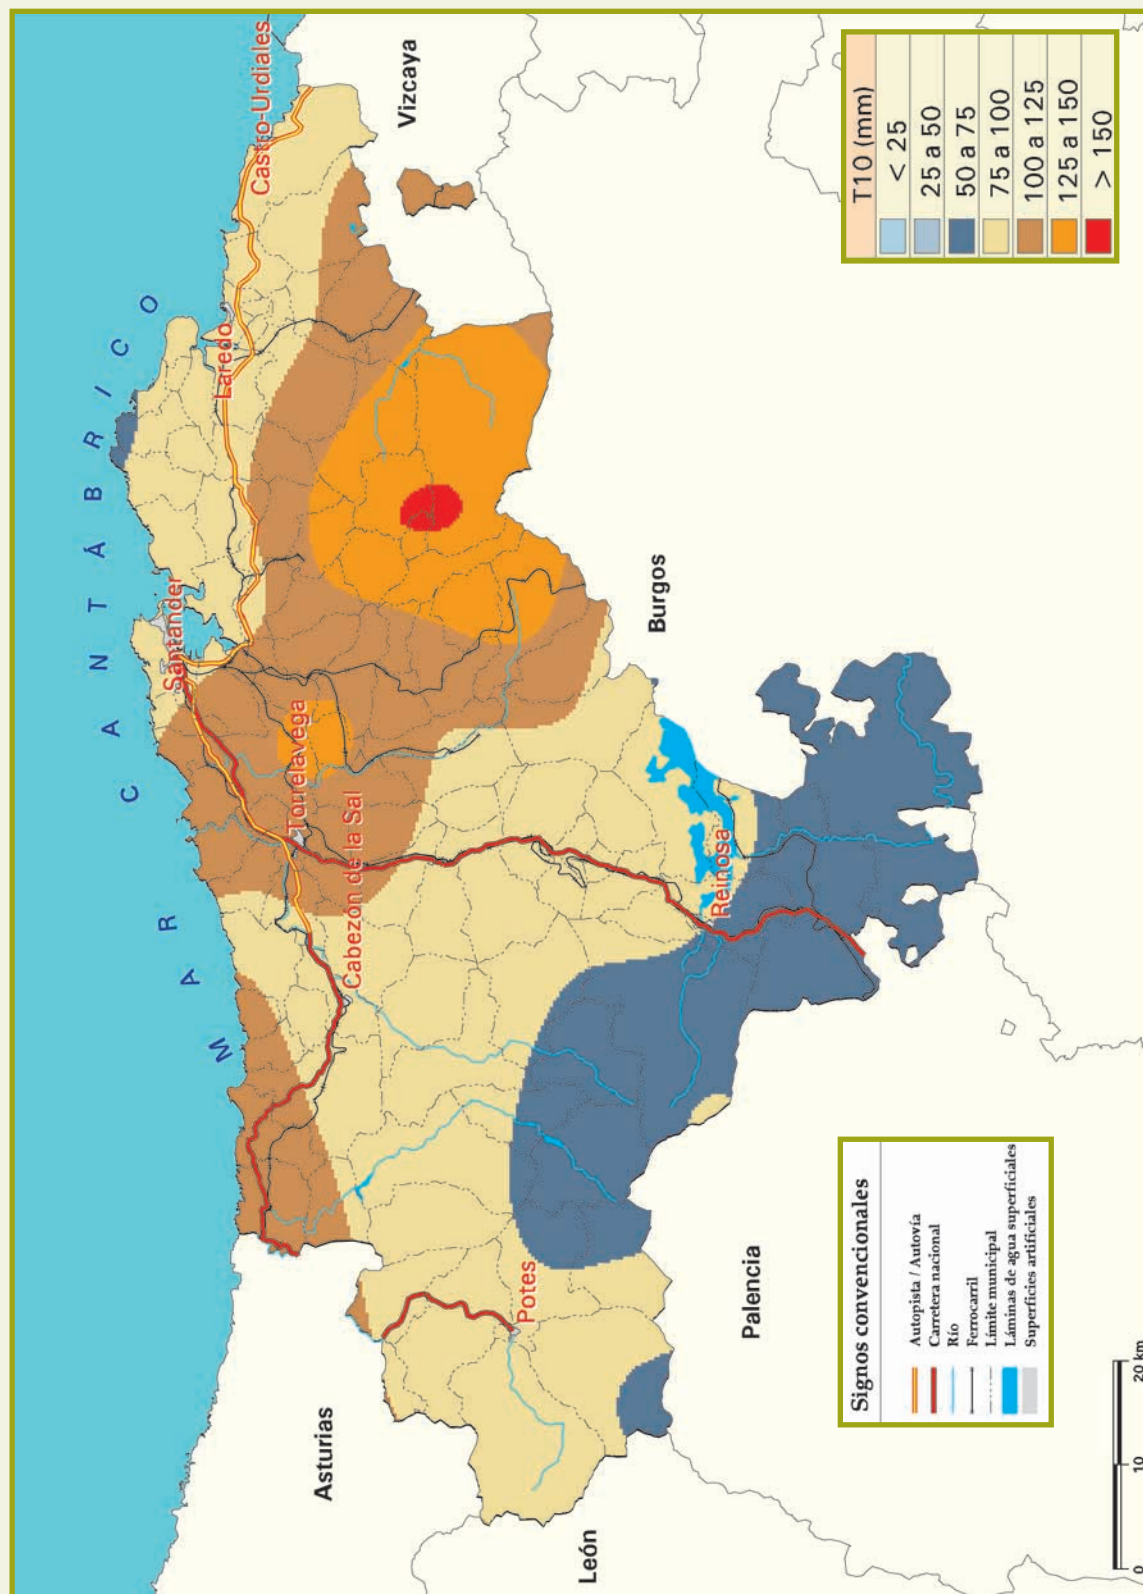 MAR CANTÁBRICO
Castro-Urdiales
Laredo
Santander
Torrelavega
Cabezón de la Sal
Reinosa
Potes
Asturias
León
Palencia
Burgos
Vizcaya
Signos convencionales
Autopista / Autovía
Carretera nacional
Río
Ferrocarril
Límite municipal
Láminas de agua superficiales
Superficies artificiales
0 10 20 km
T10 (mm)
< 25
25 a 50
50 a 75
75 a 100
100 a 125
125 a 150
> 150